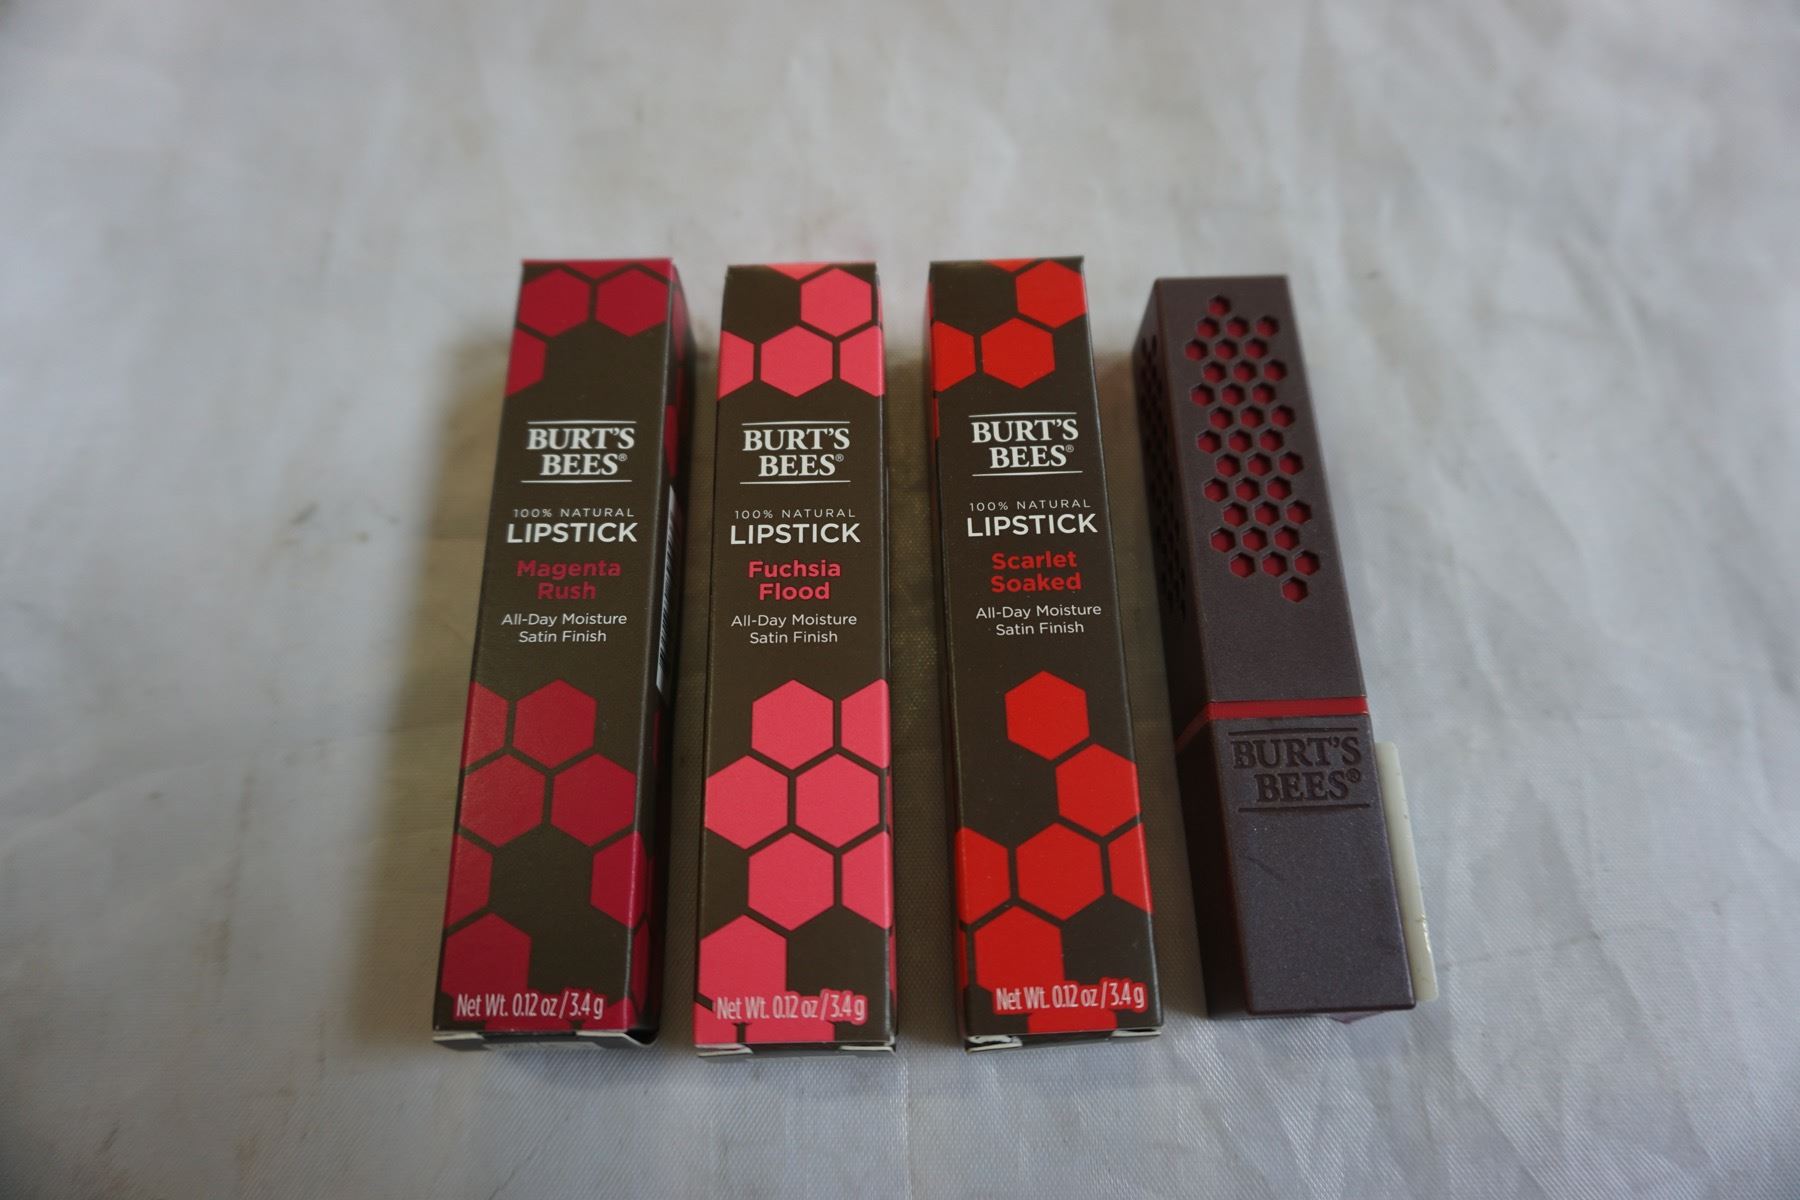 BURT'S
BEES®
100% NATURAL
LIPSTICK
Magenta
Rush
All-Day Moisture
Satin Finish
Net Wt. 0.12 oz / 3.4 g
BURT'S
BEES®
100% NATURAL
LIPSTICK
Fuchsia
Flood
All-Day Moisture
Satin Finish
Net Wt. 0.12 oz / 3.4 g
BURT'S
BEES®
100% NATURAL
LIPSTICK
Scarlet
Soaked
All-Day Moisture
Satin Finish
Net Wt. 0.12 oz / 3.4 g
BURT'S
BEES®